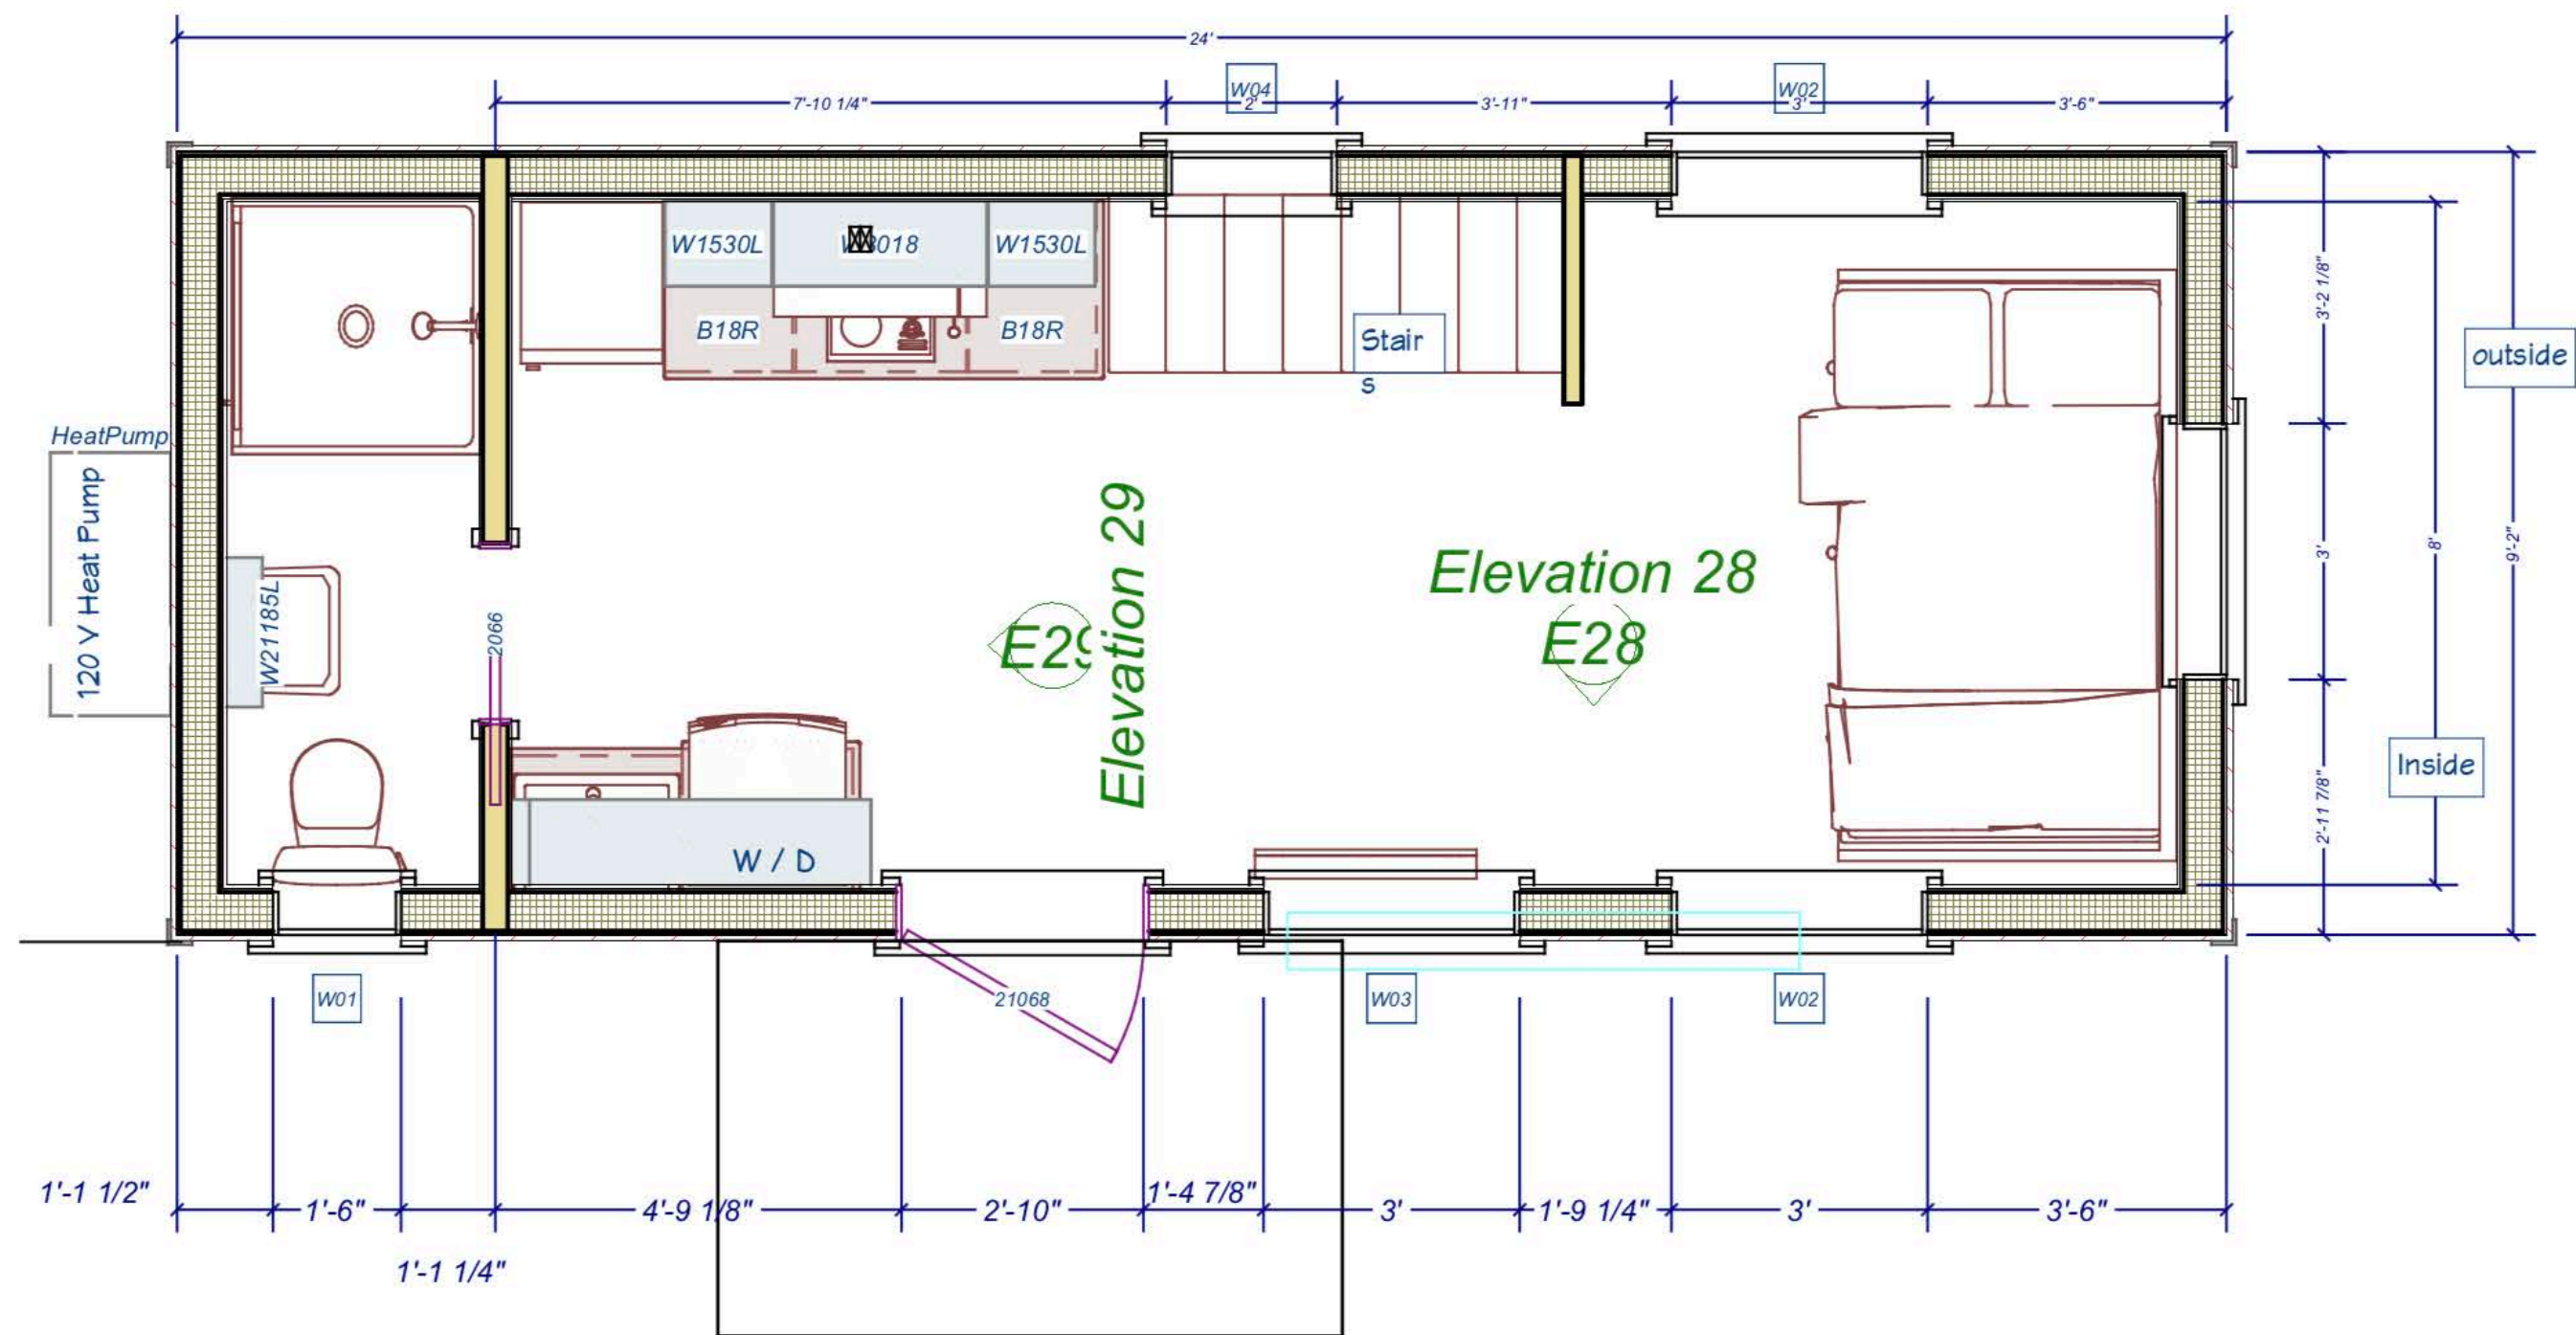 24'
W04
W02
7'-10 1/4"
2'
3'-11"
3'
3'-6"
W1530L
W1530L
B18R
B18R
Stair
s
3'-2 1/8"
outside
HeatPump
120 V Heat Pump
W21185L
2066
Elevation 29
Elevation 28
E28
3'
8'
9'-2"
Inside
2'-11 7/8"
W / D
W01
21068
W03
W02
1'-1 1/2"
1'-6"
4'-9 1/8"
2'-10"
1'-4 7/8"
3'
1'-9 1/4"
3'
3'-6"
1'-1 1/4"